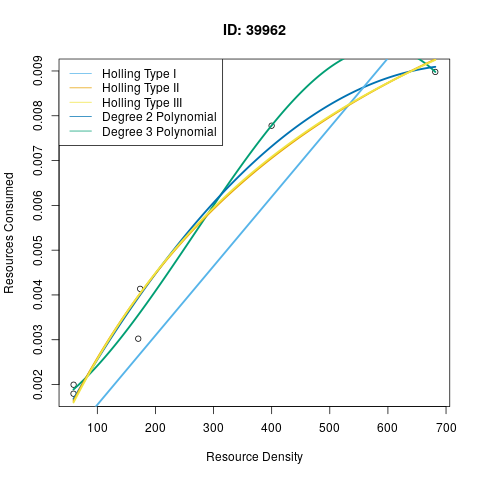 ID: 39962
Holling Type I
Holling Type II
Holling Type III
Degree 2 Polynomial
Degree 3 Polynomial
Resources Consumed
0.009
0.008
0.007
0.006
0.005
0.004
0.003
0.002
100 200 300 400 500 600 700
Resource Density